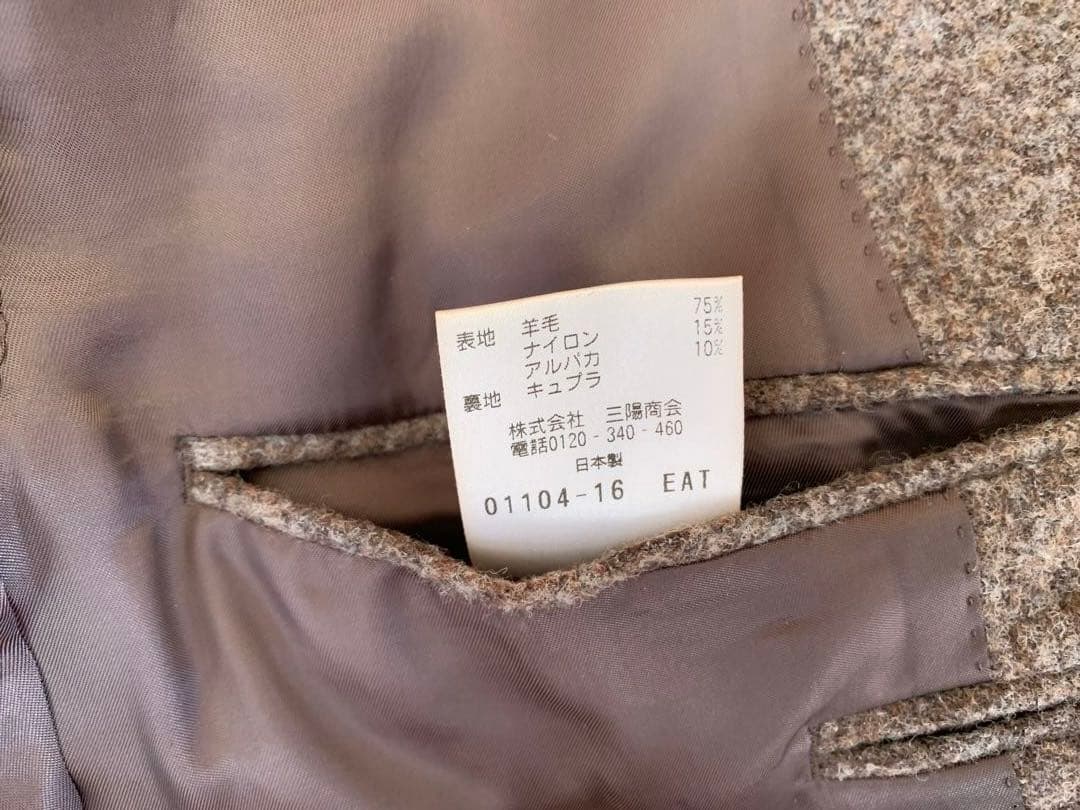 表地 羊毛 75%
ナイロン 15%
アルパカ 10%
裏地 キュプラ
株式会社 三陽商会
電話0120-340-460
日本製
01104-16 EAT